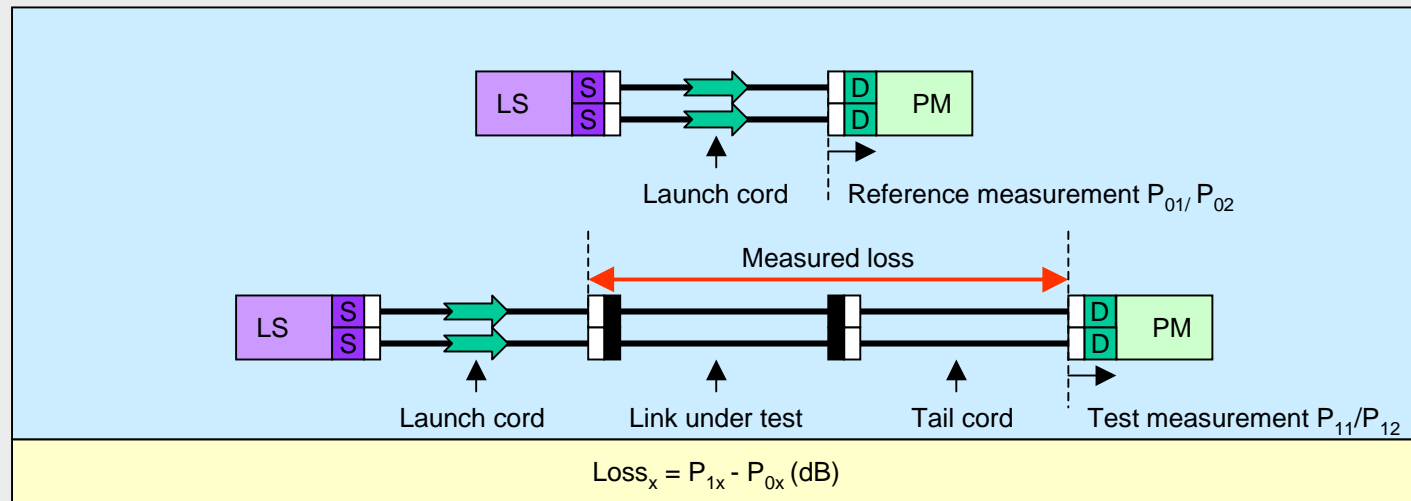 LS S D PM
S D
Launch cord Reference measurement P₀₁/ P₀₂
Measured loss
LS S D PM
S D
Launch cord Link under test Tail cord Test measurement P₁₁/P₁₂
Lossₓ = P₁ₓ - P₀ₓ (dB)